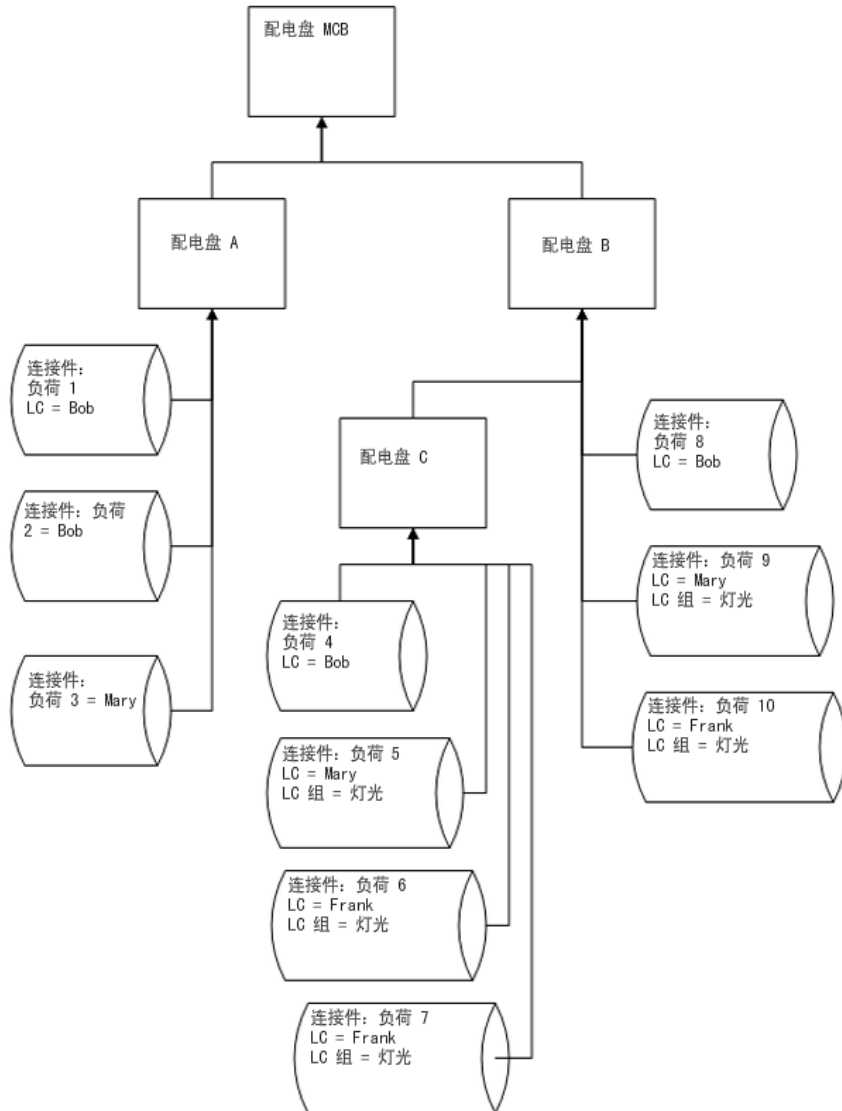 配电盘 MCB
配电盘 A
配电盘 B
连接件:
负荷 1
LC = Bob
连接件: 负荷
2 = Bob
连接件:
负荷 3 = Mary
配电盘 C
连接件:
负荷 4
LC = Bob
连接件: 负荷 5
LC = Mary
LC 组 = 灯光
连接件: 负荷 6
LC = Frank
LC 组 = 灯光
连接件: 负荷 7
LC = Frank
LC 组 = 灯光
连接件:
负荷 8
LC = Bob
连接件: 负荷 9
LC = Mary
LC 组 = 灯光
连接件: 负荷 10
LC = Frank
LC 组 = 灯光